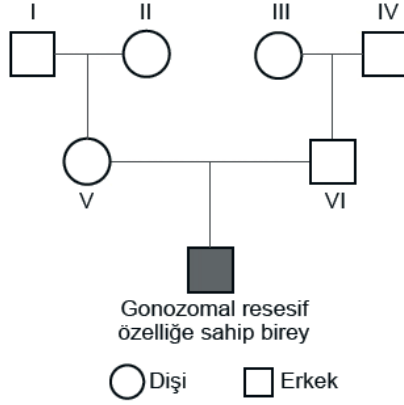 I
II
III
IV
V
VI
Gonozomal resesif
özelliğe sahip birey
Dişi
Erkek